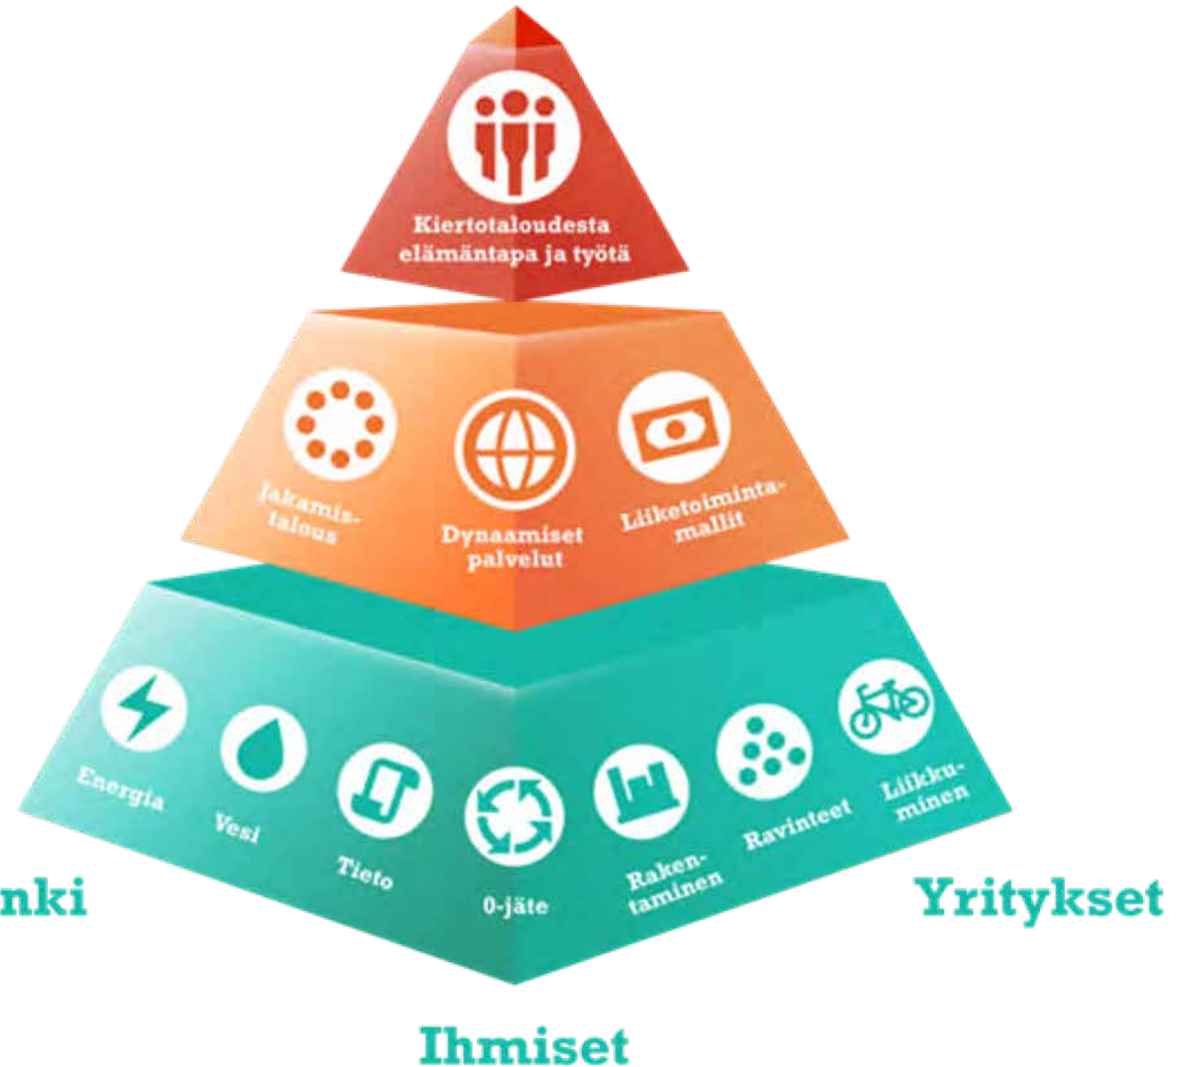 Kiertotaloudesta
elämäntapa ja työtä
Jakamis-
talous
Dynaamiset
palvelut
Liiketoiminta-
mallit
Energia
Vesi
Tieto
0-jäte
Raken-
taminen
Ravinteet
Liikku-
minen
nki
Yritykset
Ihmiset